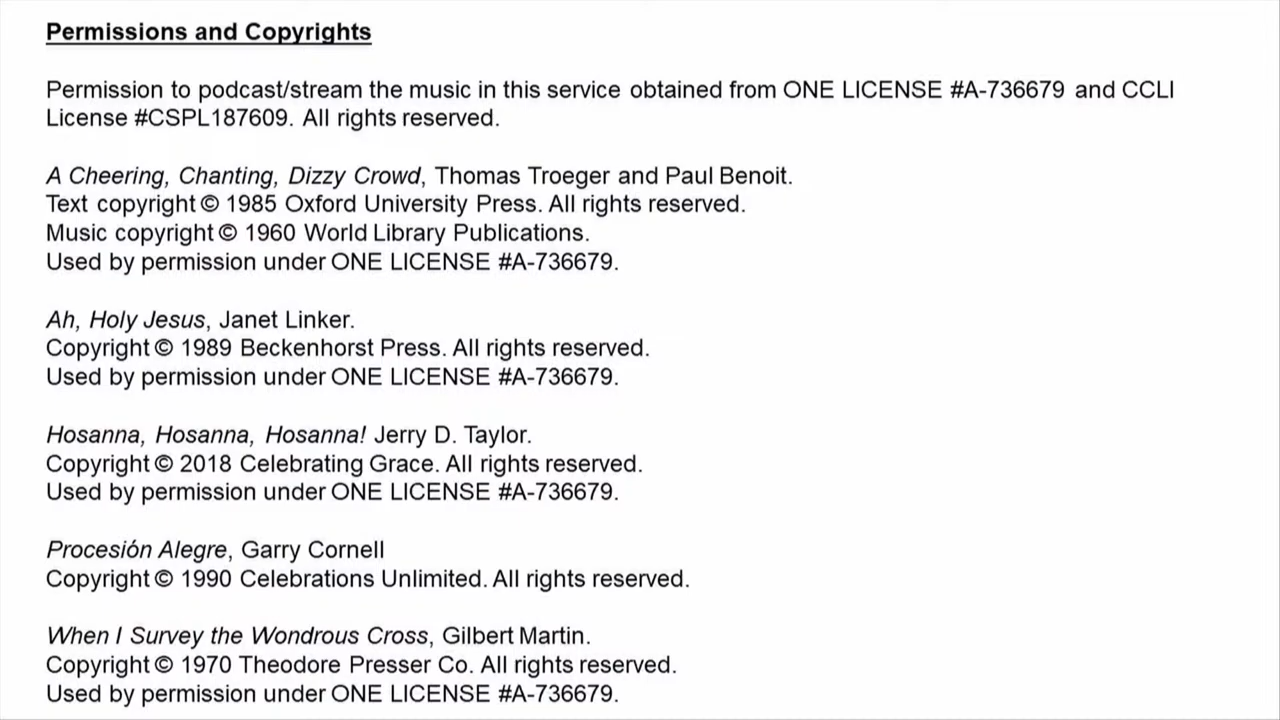 Permissions and Copyrights
Permission to podcast/stream the music in this service obtained from ONE LICENSE #A-736679 and CCLI
License #CSPL187609. All rights reserved.
A Cheering, Chanting, Dizzy Crowd, Thomas Troeger and Paul Benoit.
Text copyright © 1985 Oxford University Press. All rights reserved.
Music copyright © 1960 World Library Publications.
Used by permission under ONE LICENSE #A-736679.
Ah, Holy Jesus, Janet Linker.
Copyright © 1989 Beckenhorst Press. All rights reserved.
Used by permission under ONE LICENSE #A-736679.
Hosanna, Hosanna, Hosanna! Jerry D. Taylor.
Copyright © 2018 Celebrating Grace. All rights reserved.
Used by permission under ONE LICENSE #A-736679.
Procesión Alegre, Garry Cornell
Copyright © 1990 Celebrations Unlimited. All rights reserved.
When I Survey the Wondrous Cross, Gilbert Martin.
Copyright © 1970 Theodore Presser Co. All rights reserved.
Used by permission under ONE LICENSE #A-736679.